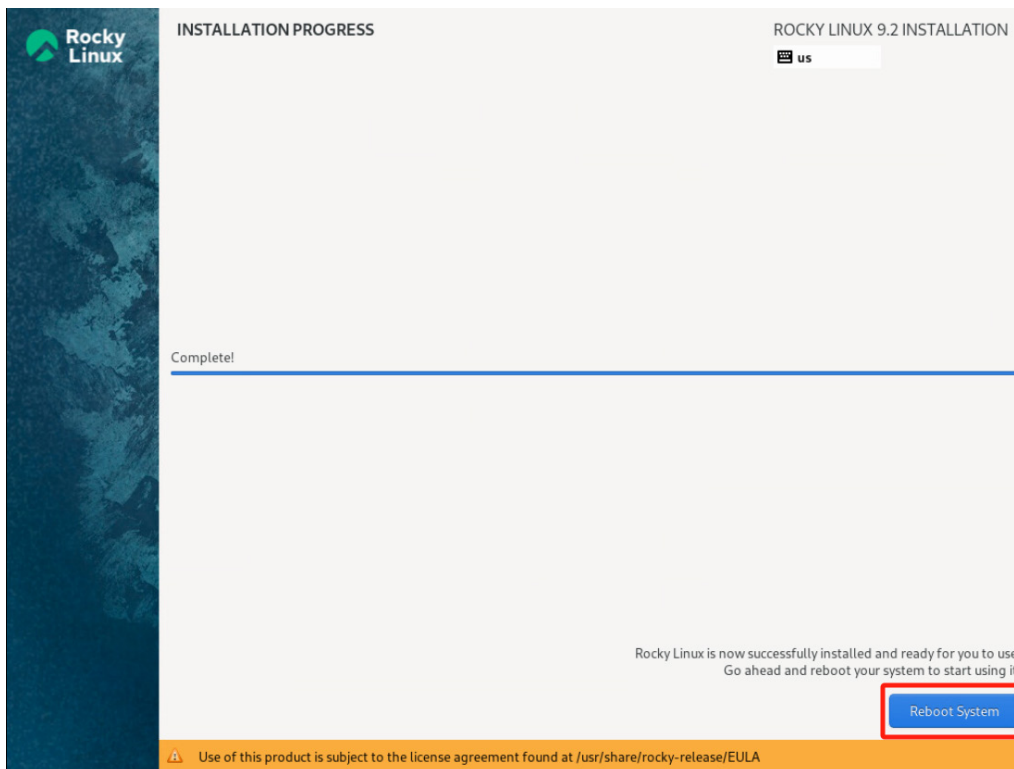 Rocky
Linux
INSTALLATION PROGRESS
ROCKY LINUX 9.2 INSTALLATION
us
Complete!
Rocky Linux is now successfully installed and ready for you to use
Go ahead and reboot your system to start using it
Reboot System
Use of this product is subject to the license agreement found at /usr/share/rocky-release/EULA